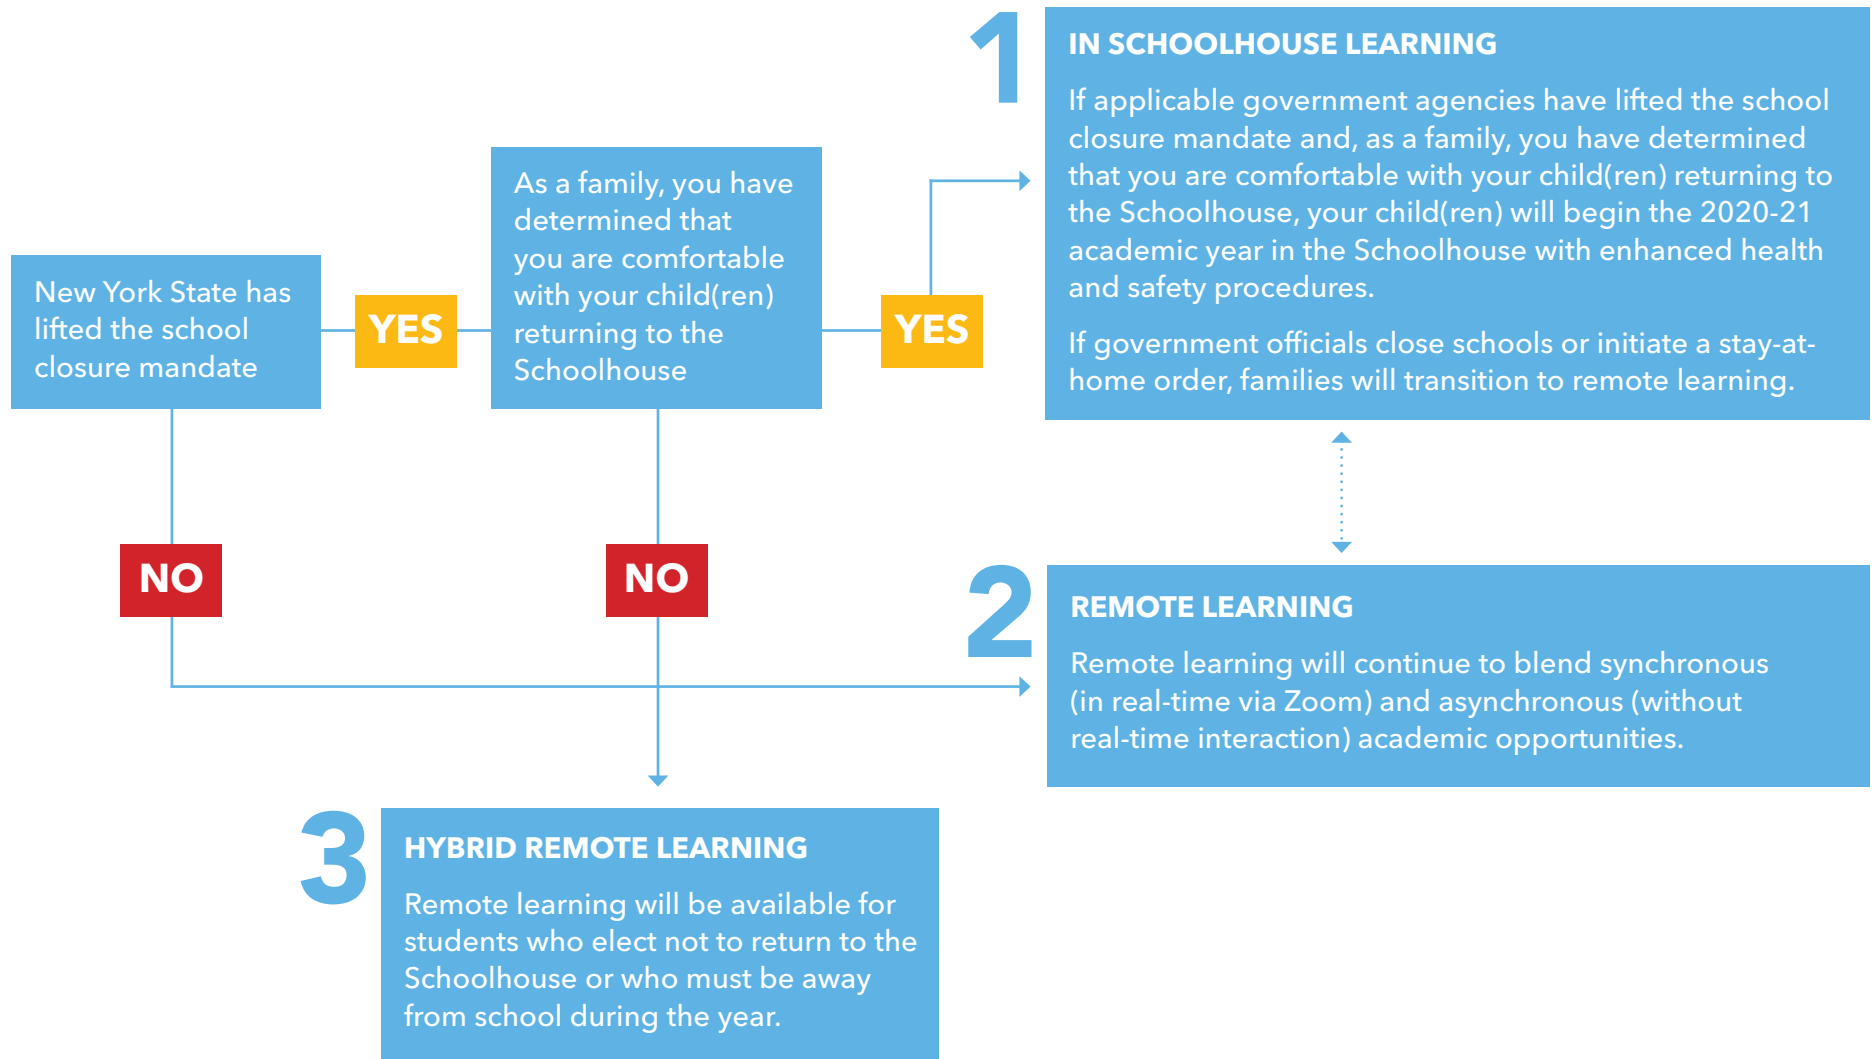 New York State has
lifted the school
closure mandate
YES
NO
As a family, you have
determined that
you are comfortable
with your child(ren)
returning to the
Schoolhouse
YES
NO
1
IN SCHOOLHOUSE LEARNING
If applicable government agencies have lifted the school
closure mandate and, as a family, you have determined
that you are comfortable with your child(ren) returning to
the Schoolhouse, your child(ren) will begin the 2020-21
academic year in the Schoolhouse with enhanced health
and safety procedures.
If government officials close schools or initiate a stay-at-
home order, families will transition to remote learning.
2
REMOTE LEARNING
Remote learning will continue to blend synchronous
(in real-time via Zoom) and asynchronous (without
real-time interaction) academic opportunities.
3
HYBRID REMOTE LEARNING
Remote learning will be available for
students who elect not to return to the
Schoolhouse or who must be away
from school during the year.